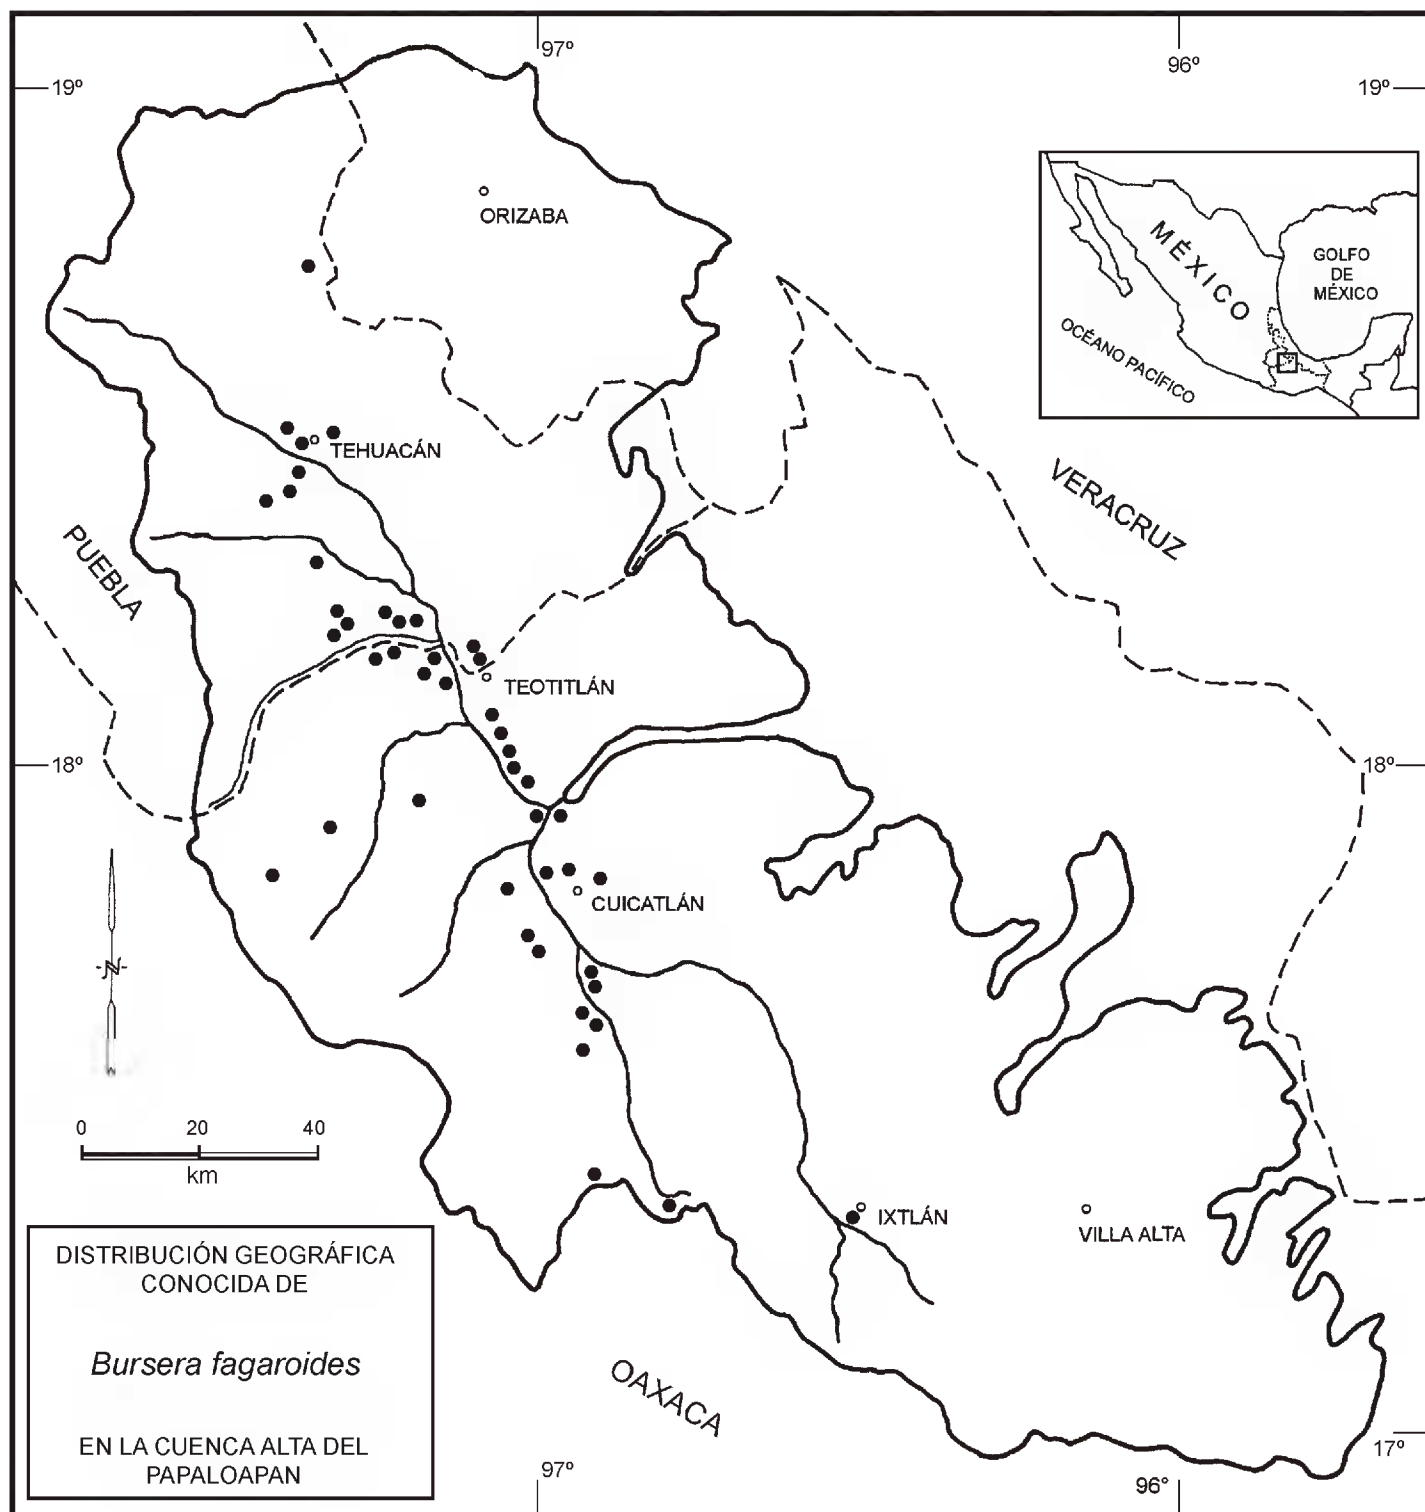 97º
96º
19º
19º
ORIZABA
MÉXICO
GOLFO
DE
MÉXICO
OCÉANO PACÍFICO
TEHUACÁN
VERACRUZ
PUEBLA
TEOTITLÁN
18º
18º
CUICATLÁN
N
0 20 40
km
IXTLÁN
VILLA ALTA
DISTRIBUCIÓN GEOGRÁFICA
CONOCIDA DE
Bursera fagaroides
EN LA CUENCA ALTA DEL
PAPALOAPAN
OAXACA
17º
97º
96°